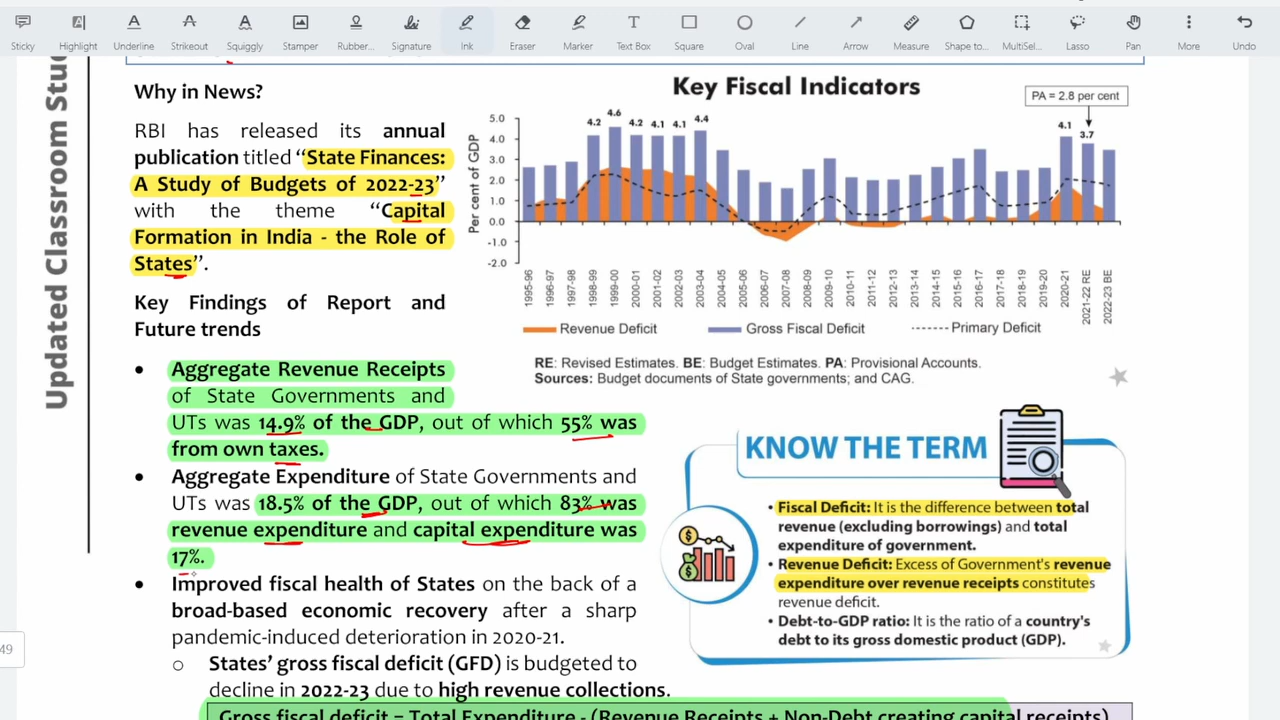 Sticky
Highlight
Underline
Strikeout
Squiggly
Stamper
Rubber...
Signature
Ink
Eraser
Marker
Text Box
Square
Oval
Line
Arrow
Measure
Shape to...
MultiSel...
Lasso
Pan
More
Undo
Updated Classroom Stu
49
Why in News?
RBI has released its annual
publication titled “State Finances:
A Study of Budgets of 2022-23”
with the theme “Capital
Formation in India - the Role of
States”.
Key Findings of Report and
Future trends
• Aggregate Revenue Receipts
of State Governments and
UTs was 14.9% of the GDP, out of which 55% was
from own taxes.
• Aggregate Expenditure of State Governments and
UTs was 18.5% of the GDP, out of which 83% was
revenue expenditure and capital expenditure was
17%.
• Improved fiscal health of States on the back of a
broad-based economic recovery after a sharp
pandemic-induced deterioration in 2020-21.
o States’ gross fiscal deficit (GFD) is budgeted to
decline in 2022-23 due to high revenue collections.
Gross fiscal deficit = Total Expenditure - (Revenue Receipts + Non-Debt creating capital receipts)
Key Fiscal Indicators
PA = 2.8 per cent
Per cent of GDP
5.0
4.0
3.0
2.0
1.0
0.0
-1.0
-2.0
4.2 4.6 4.2 4.1 4.1 4.4 4.1 3.7
1995-96
1996-97
1997-98
1998-99
1999-00
2000-01
2001-02
2002-03
2003-04
2004-05
2005-06
2006-07
2007-08
2008-09
2009-10
2010-11
2011-12
2012-13
2013-14
2014-15
2015-16
2016-17
2017-18
2018-19
2019-20
2020-21
2021-22 RE
2022-23 BE
Revenue Deficit Gross Fiscal Deficit Primary Deficit
RE: Revised Estimates. BE: Budget Estimates. PA: Provisional Accounts.
Sources: Budget documents of State governments; and CAG.
KNOW THE TERM
• Fiscal Deficit: It is the difference between total
revenue (excluding borrowings) and total
expenditure of government.
• Revenue Deficit: Excess of Government's revenue
expenditure over revenue receipts constitutes
revenue deficit.
• Debt-to-GDP ratio: It is the ratio of a country's
debt to its gross domestic product (GDP).